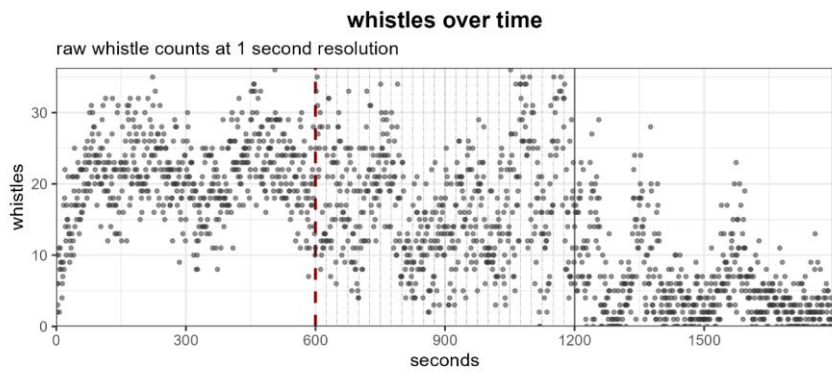 whistles over time
raw whistle counts at 1 second resolution
30
20
10
0
whistles
0 300 600 900 1200 1500
seconds